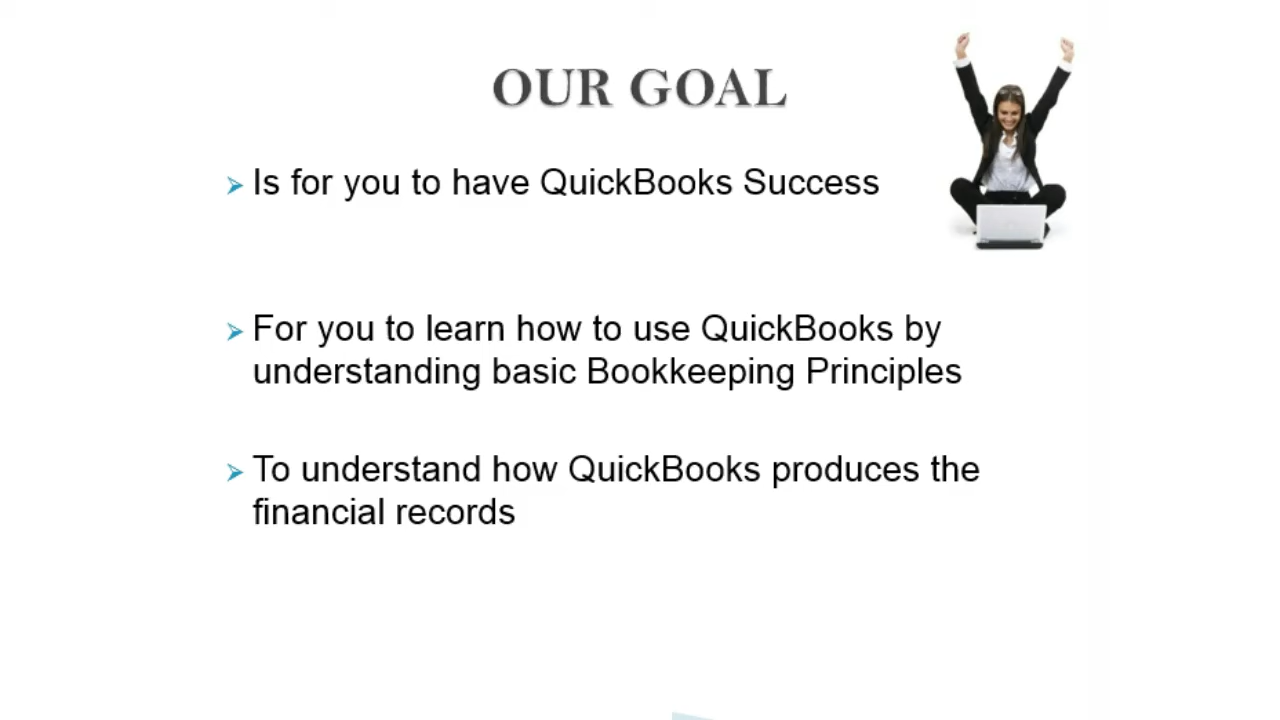 OUR GOAL
Is for you to have QuickBooks Success
For you to learn how to use QuickBooks by
understanding basic Bookkeeping Principles
To understand how QuickBooks produces the
financial records